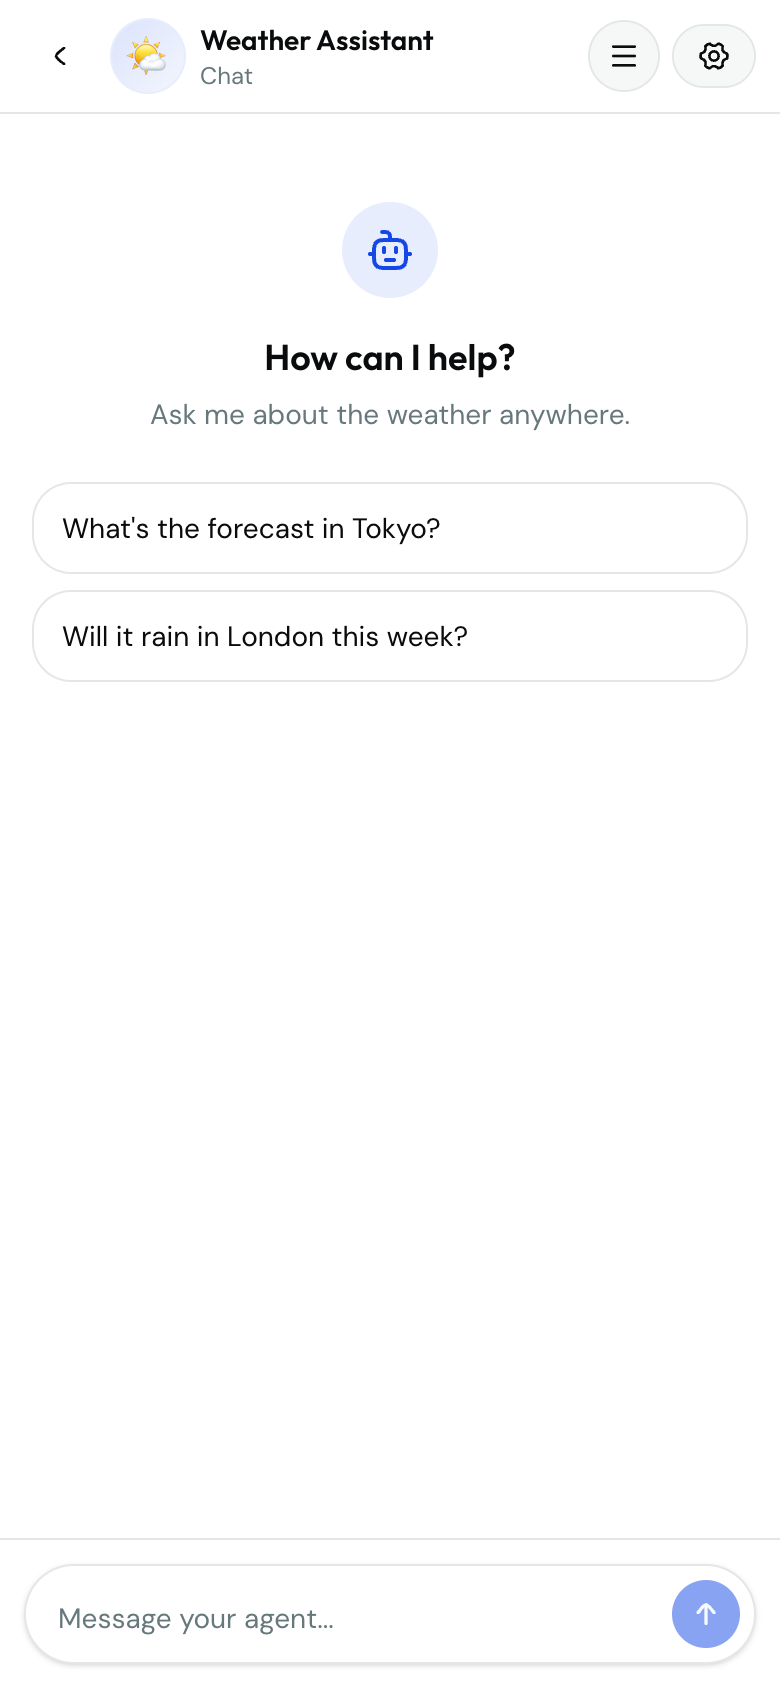 Weather Assistant
Chat
How can I help?
Ask me about the weather anywhere.
What's the forecast in Tokyo?
Will it rain in London this week?
Message your agent...